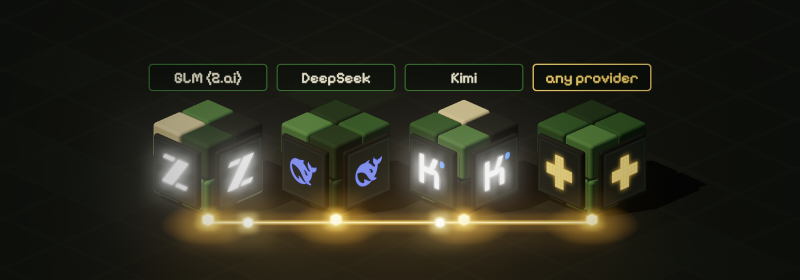 GLM (Z.ai)
DeepSeek
Kimi
any provider
Z Z
K K